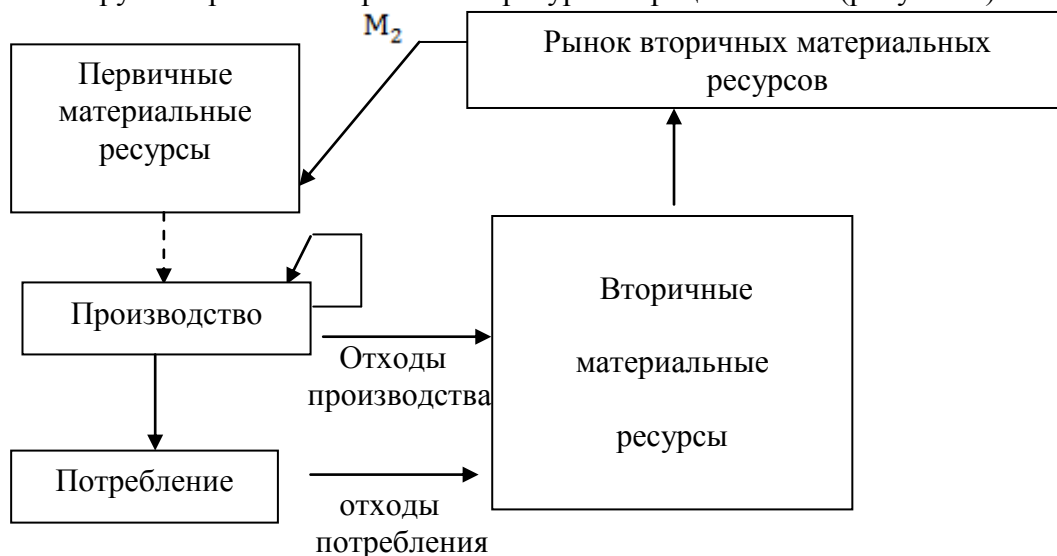 M₂
Рынок вторичных материальных
ресурсов
Первичные
материальные
ресурсы
Производство
Отходы
производства
Вторичные
материальные
ресурсы
Потребление
отходы
потребления